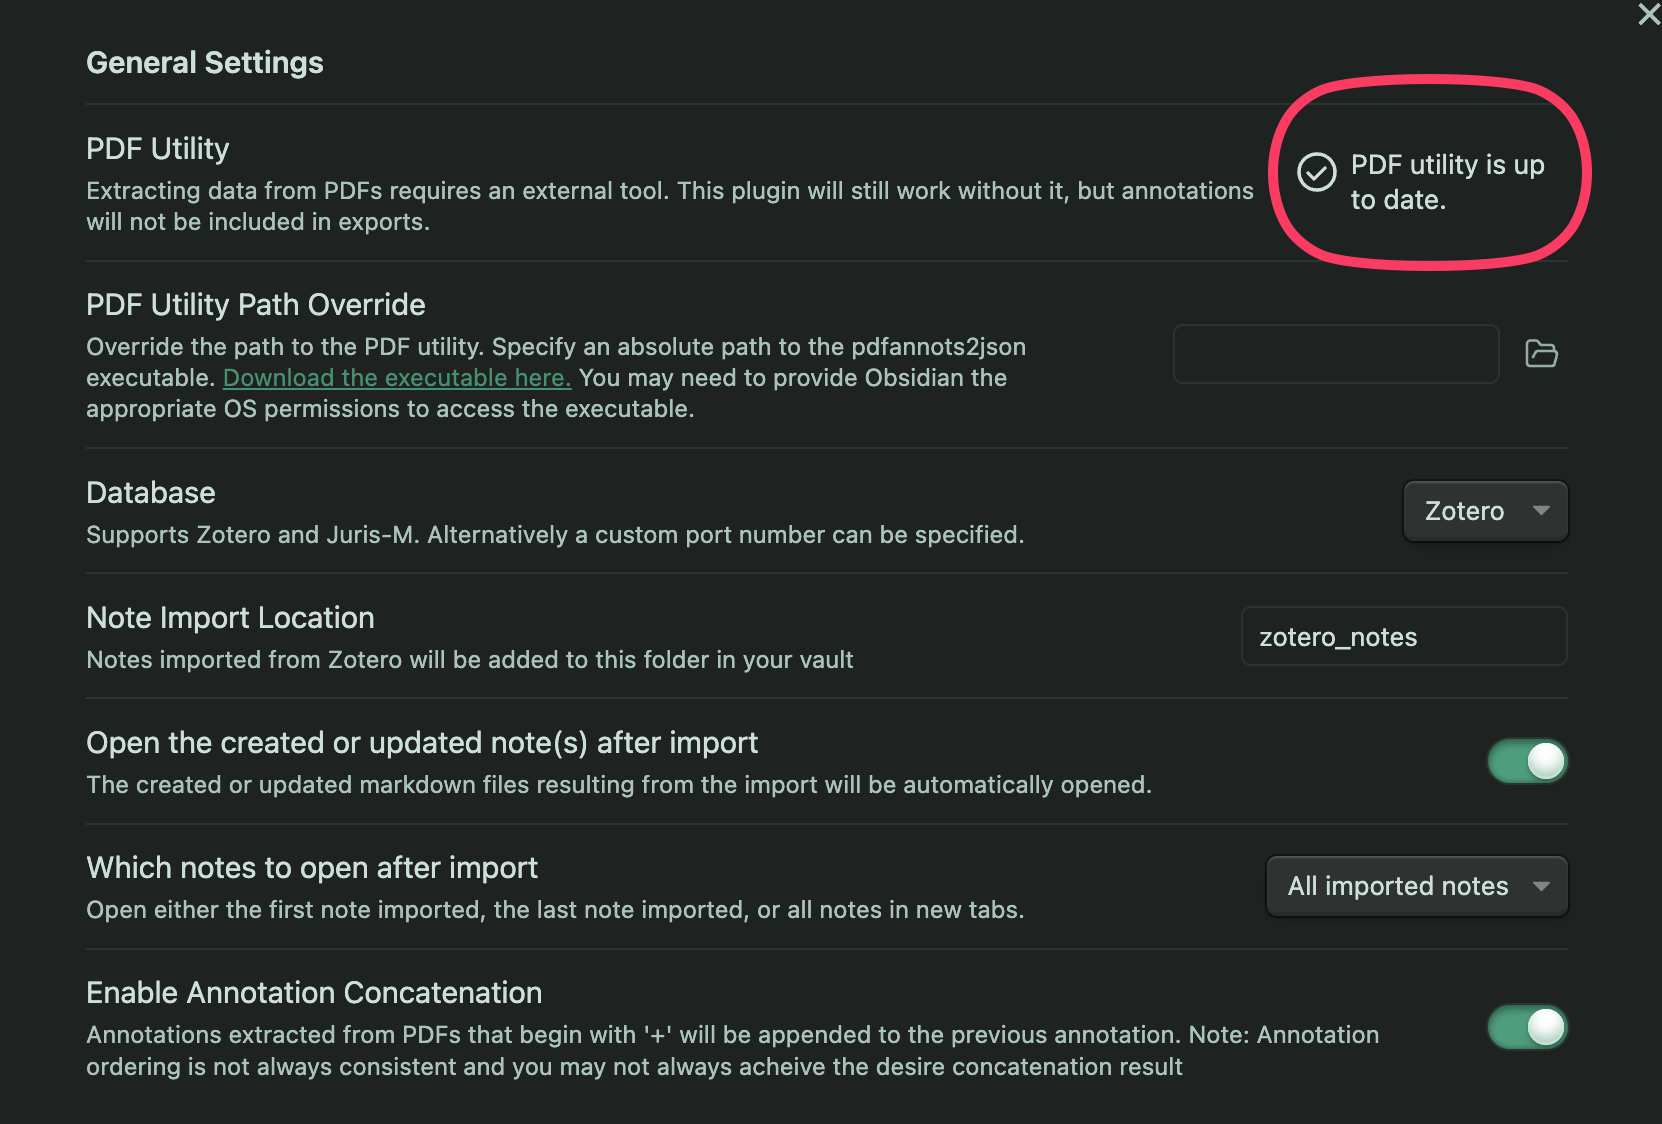 General Settings
PDF Utility
Extracting data from PDFs requires an external tool. This plugin will still work without it, but annotations
will not be included in exports.
PDF utility is up
to date.
PDF Utility Path Override
Override the path to the PDF utility. Specify an absolute path to the pdfannots2json
executable. Download the executable here. You may need to provide Obsidian the
appropriate OS permissions to access the executable.
Database
Supports Zotero and Juris-M. Alternatively a custom port number can be specified.
Zotero
Note Import Location
Notes imported from Zotero will be added to this folder in your vault
zotero_notes
Open the created or updated note(s) after import
The created or updated markdown files resulting from the import will be automatically opened.
Which notes to open after import
Open either the first note imported, the last note imported, or all notes in new tabs.
All imported notes
Enable Annotation Concatenation
Annotations extracted from PDFs that begin with '+' will be appended to the previous annotation. Note: Annotation
ordering is not always consistent and you may not always acheive the desire concatenation result